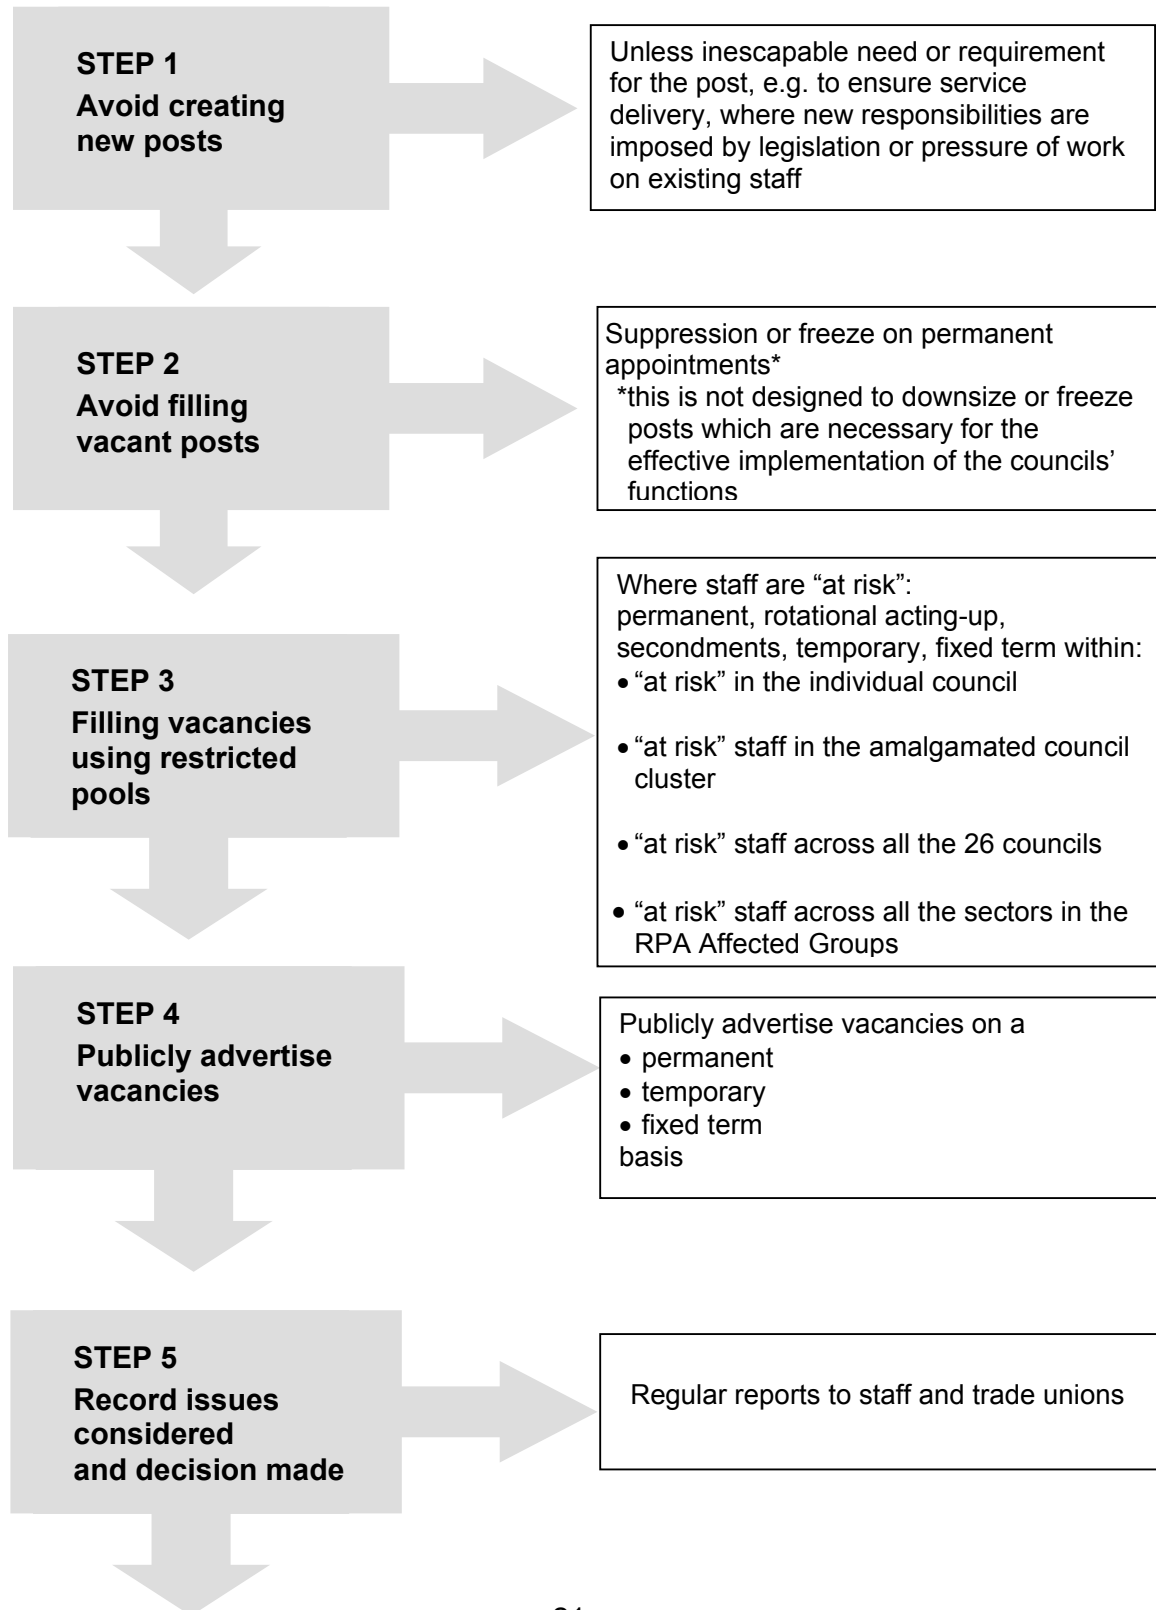 STEP 1
Avoid creating
new posts
Unless inescapable need or requirement
for the post, e.g. to ensure service
delivery, where new responsibilities are
imposed by legislation or pressure of work
on existing staff
STEP 2
Avoid filling
vacant posts
Suppression or freeze on permanent
appointments*
*this is not designed to downsize or freeze
posts which are necessary for the
effective implementation of the councils’
functions
STEP 3
Filling vacancies
using restricted
pools
Where staff are “at risk”:
permanent, rotational acting-up,
secondments, temporary, fixed term within:
• “at risk” in the individual council
• “at risk” staff in the amalgamated council
cluster
• “at risk” staff across all the 26 councils
• “at risk” staff across all the sectors in the
RPA Affected Groups
STEP 4
Publicly advertise
vacancies
Publicly advertise vacancies on a
• permanent
• temporary
• fixed term
basis
STEP 5
Record issues
considered
and decision made
Regular reports to staff and trade unions